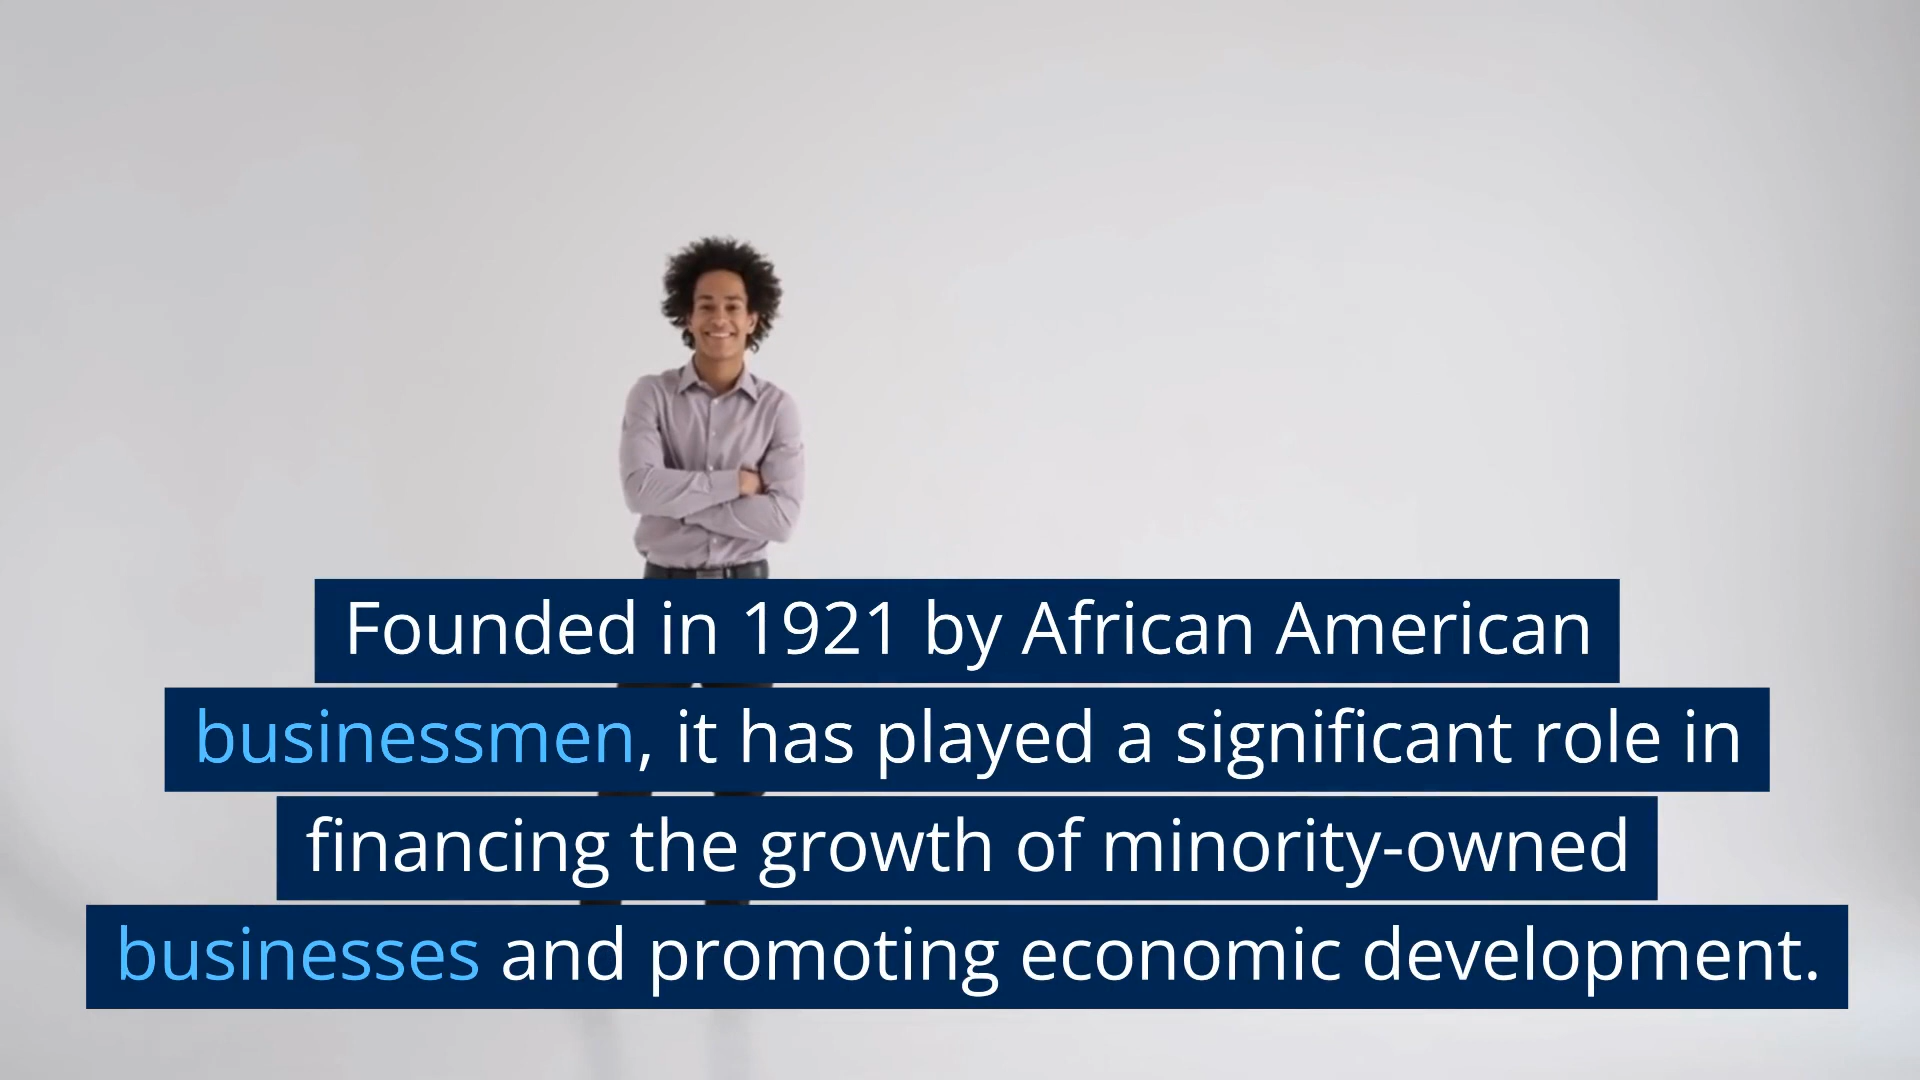 Founded in 1921 by African American
businessmen, it has played a significant role in
financing the growth of minority-owned
businesses and promoting economic development.